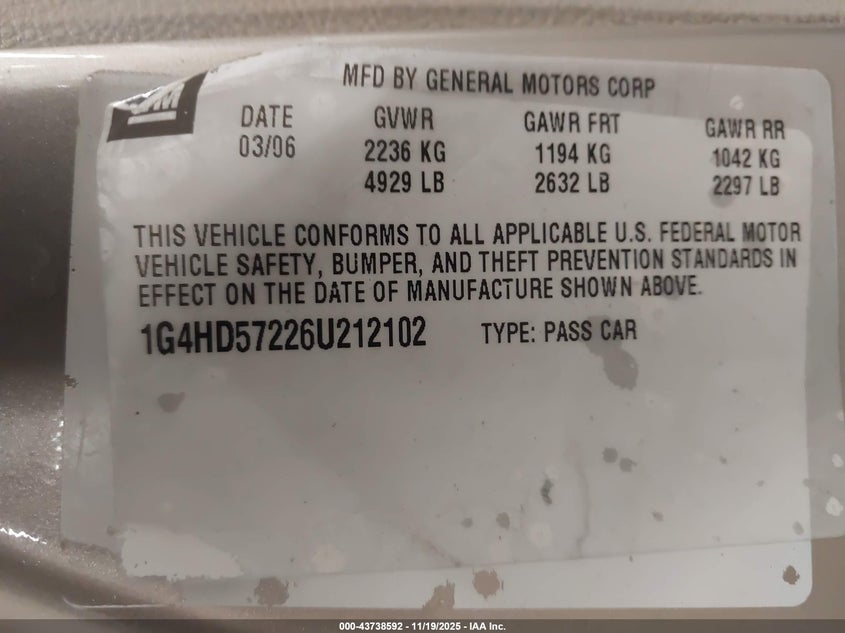 GM
MFD BY GENERAL MOTORS CORP
DATE GVWR GAWR FRT GAWR RR
03/06 2236 KG 1194 KG 1042 KG
4929 LB 2632 LB 2297 LB
THIS VEHICLE CONFORMS TO ALL APPLICABLE U.S. FEDERAL MOTOR
VEHICLE SAFETY, BUMPER, AND THEFT PREVENTION STANDARDS IN
EFFECT ON THE DATE OF MANUFACTURE SHOWN ABOVE.
1G4HD57226U212102 TYPE: PASS CAR
000-43738592 - 11/19/2025 - IAA Inc.